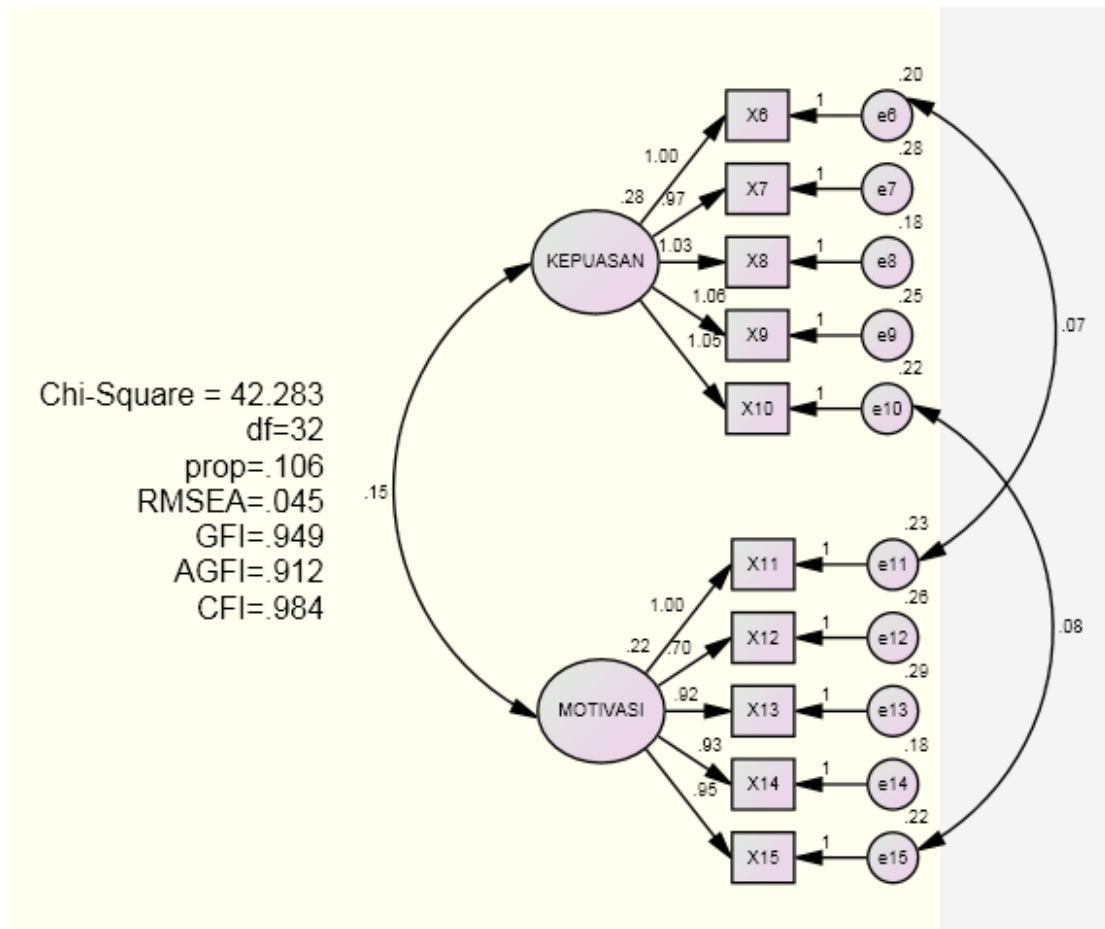 Chi-Square = 42.283
df=32
prop=.106
RMSEA=.045
GFI=.949
AGFI=.912
CFI=.984
.15
KEPUASAN
.28
1.00
.97
1.03
1.06
1.05
X6
1
e6
.20
X7
1
e7
.28
X8
1
e8
.18
X9
1
e9
.25
X10
1
e10
.22
.07
MOTIVASI
.22
1.00
.70
.92
.93
.95
X11
1
e11
.23
X12
1
e12
.26
X13
1
e13
.29
X14
1
e14
.18
X15
1
e15
.22
.08